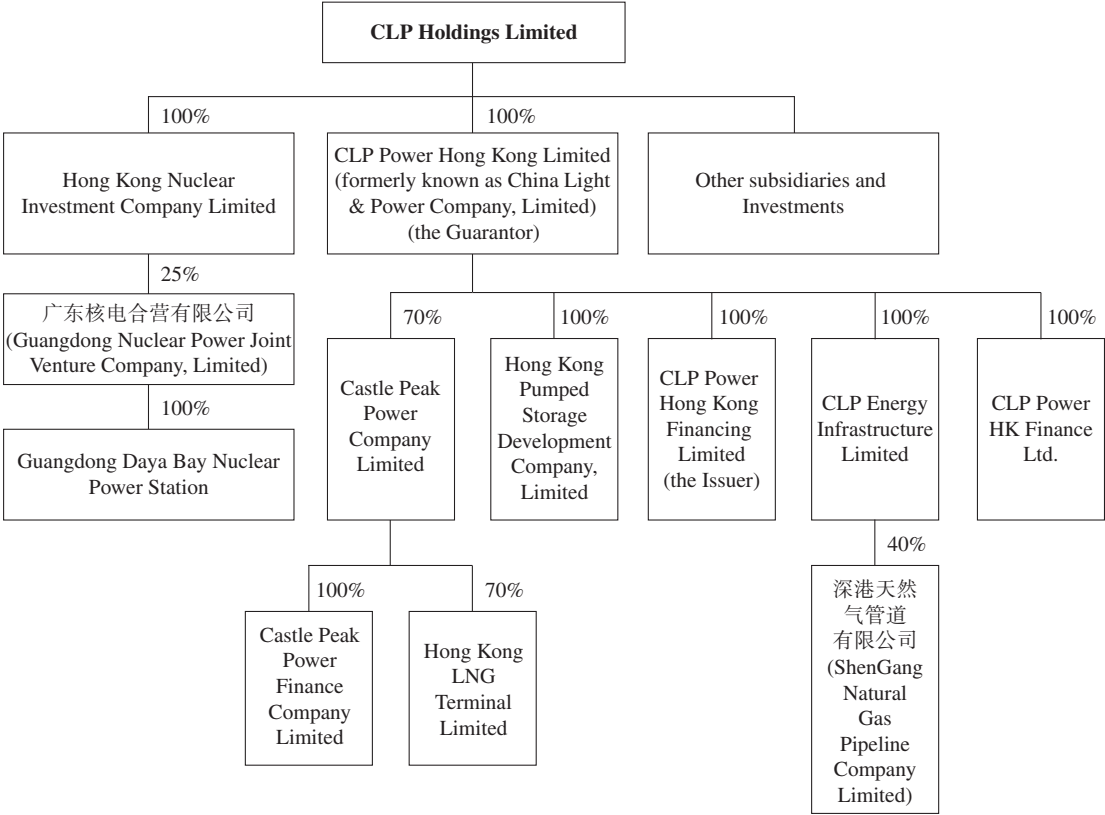 CLP Holdings Limited
100%
100%
Hong Kong Nuclear
Investment Company Limited
CLP Power Hong Kong Limited
(formerly known as China Light
& Power Company, Limited)
(the Guarantor)
Other subsidiaries and
Investments
25%
广东核电合营有限公司
(Guangdong Nuclear Power Joint
Venture Company, Limited)
100%
Guangdong Daya Bay Nuclear
Power Station
70%
100%
100%
100%
100%
Castle Peak
Power
Company
Limited
Hong Kong
Pumped
Storage
Development
Company,
Limited
CLP Power
Hong Kong
Financing
Limited
(the Issuer)
CLP Energy
Infrastructure
Limited
CLP Power
HK Finance
Ltd.
100%
70%
40%
Castle Peak
Power
Finance
Company
Limited
Hong Kong
LNG
Terminal
Limited
深港天然
气管道
有限公司
(ShenGang
Natural
Gas
Pipeline
Company
Limited)